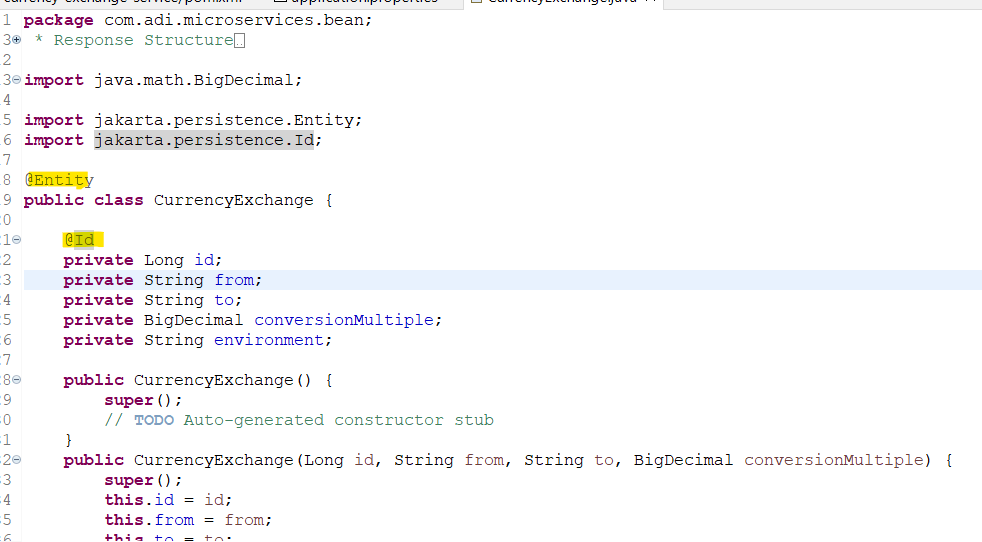 currency-exchange-service/pom.xml application.properties CurrencyExchange.java
1 package com.adi.microservices.bean;
3 * Response Structure
2
3 import java.math.BigDecimal;
4
5 import jakarta.persistence.Entity;
6 import jakarta.persistence.Id;
7
8 @Entity
9 public class CurrencyExchange {
0
1 @Id
2 private Long id;
3 private String from;
4 private String to;
5 private BigDecimal conversionMultiple;
6 private String environment;
7
8 public CurrencyExchange() {
9 super();
0 // TODO Auto-generated constructor stub
1 }
2 public CurrencyExchange(Long id, String from, String to, BigDecimal conversionMultiple) {
3 super();
4 this.id = id;
5 this.from = from;
6 this.to = to;